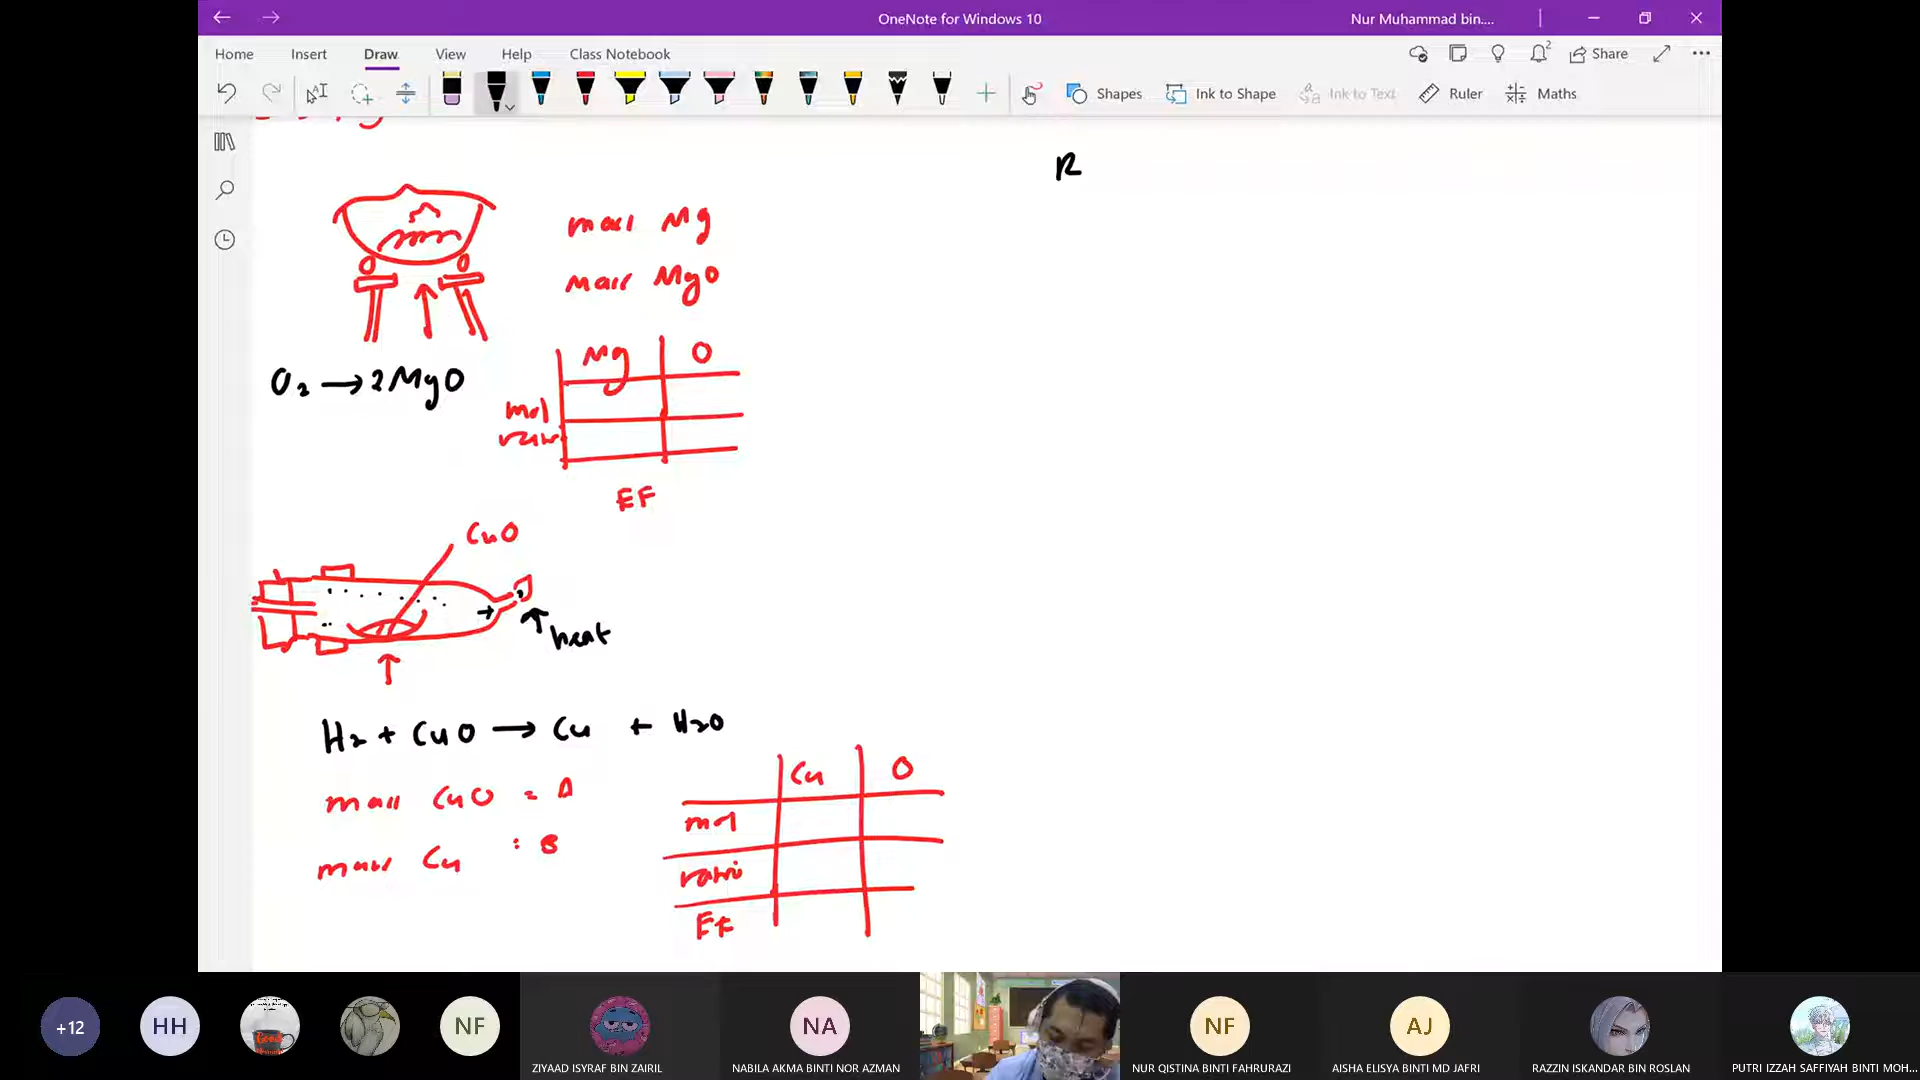 OneNote for Windows 10
Nur Muhammad bin....
Home Insert Draw View Help Class Notebook
2 Share
Shapes Ink to Shape Ink to Text Ruler Maths
R
mass Mg
mass MgO
Mg O
O2 → 2MgO
mol
ratio
EF
CuO
heat
H2 + CuO → Cu + H2O
Cu O
mass CuO = A
mol
mass Cu : B
ratio
EF
+12
HH
Good
NF
ZIYAAD ISYRAF BIN ZAIRIL
NA
NABILA AKMA BINTI NOR AZMAN
NF
NUR QISTINA BINTI FAHRURAZI
AJ
AISHA ELISYA BINTI MD JAFRI
RAZZIN ISKANDAR BIN ROSLAN
PUTRI IZZAH SAFFIYAH BINTI MOH...